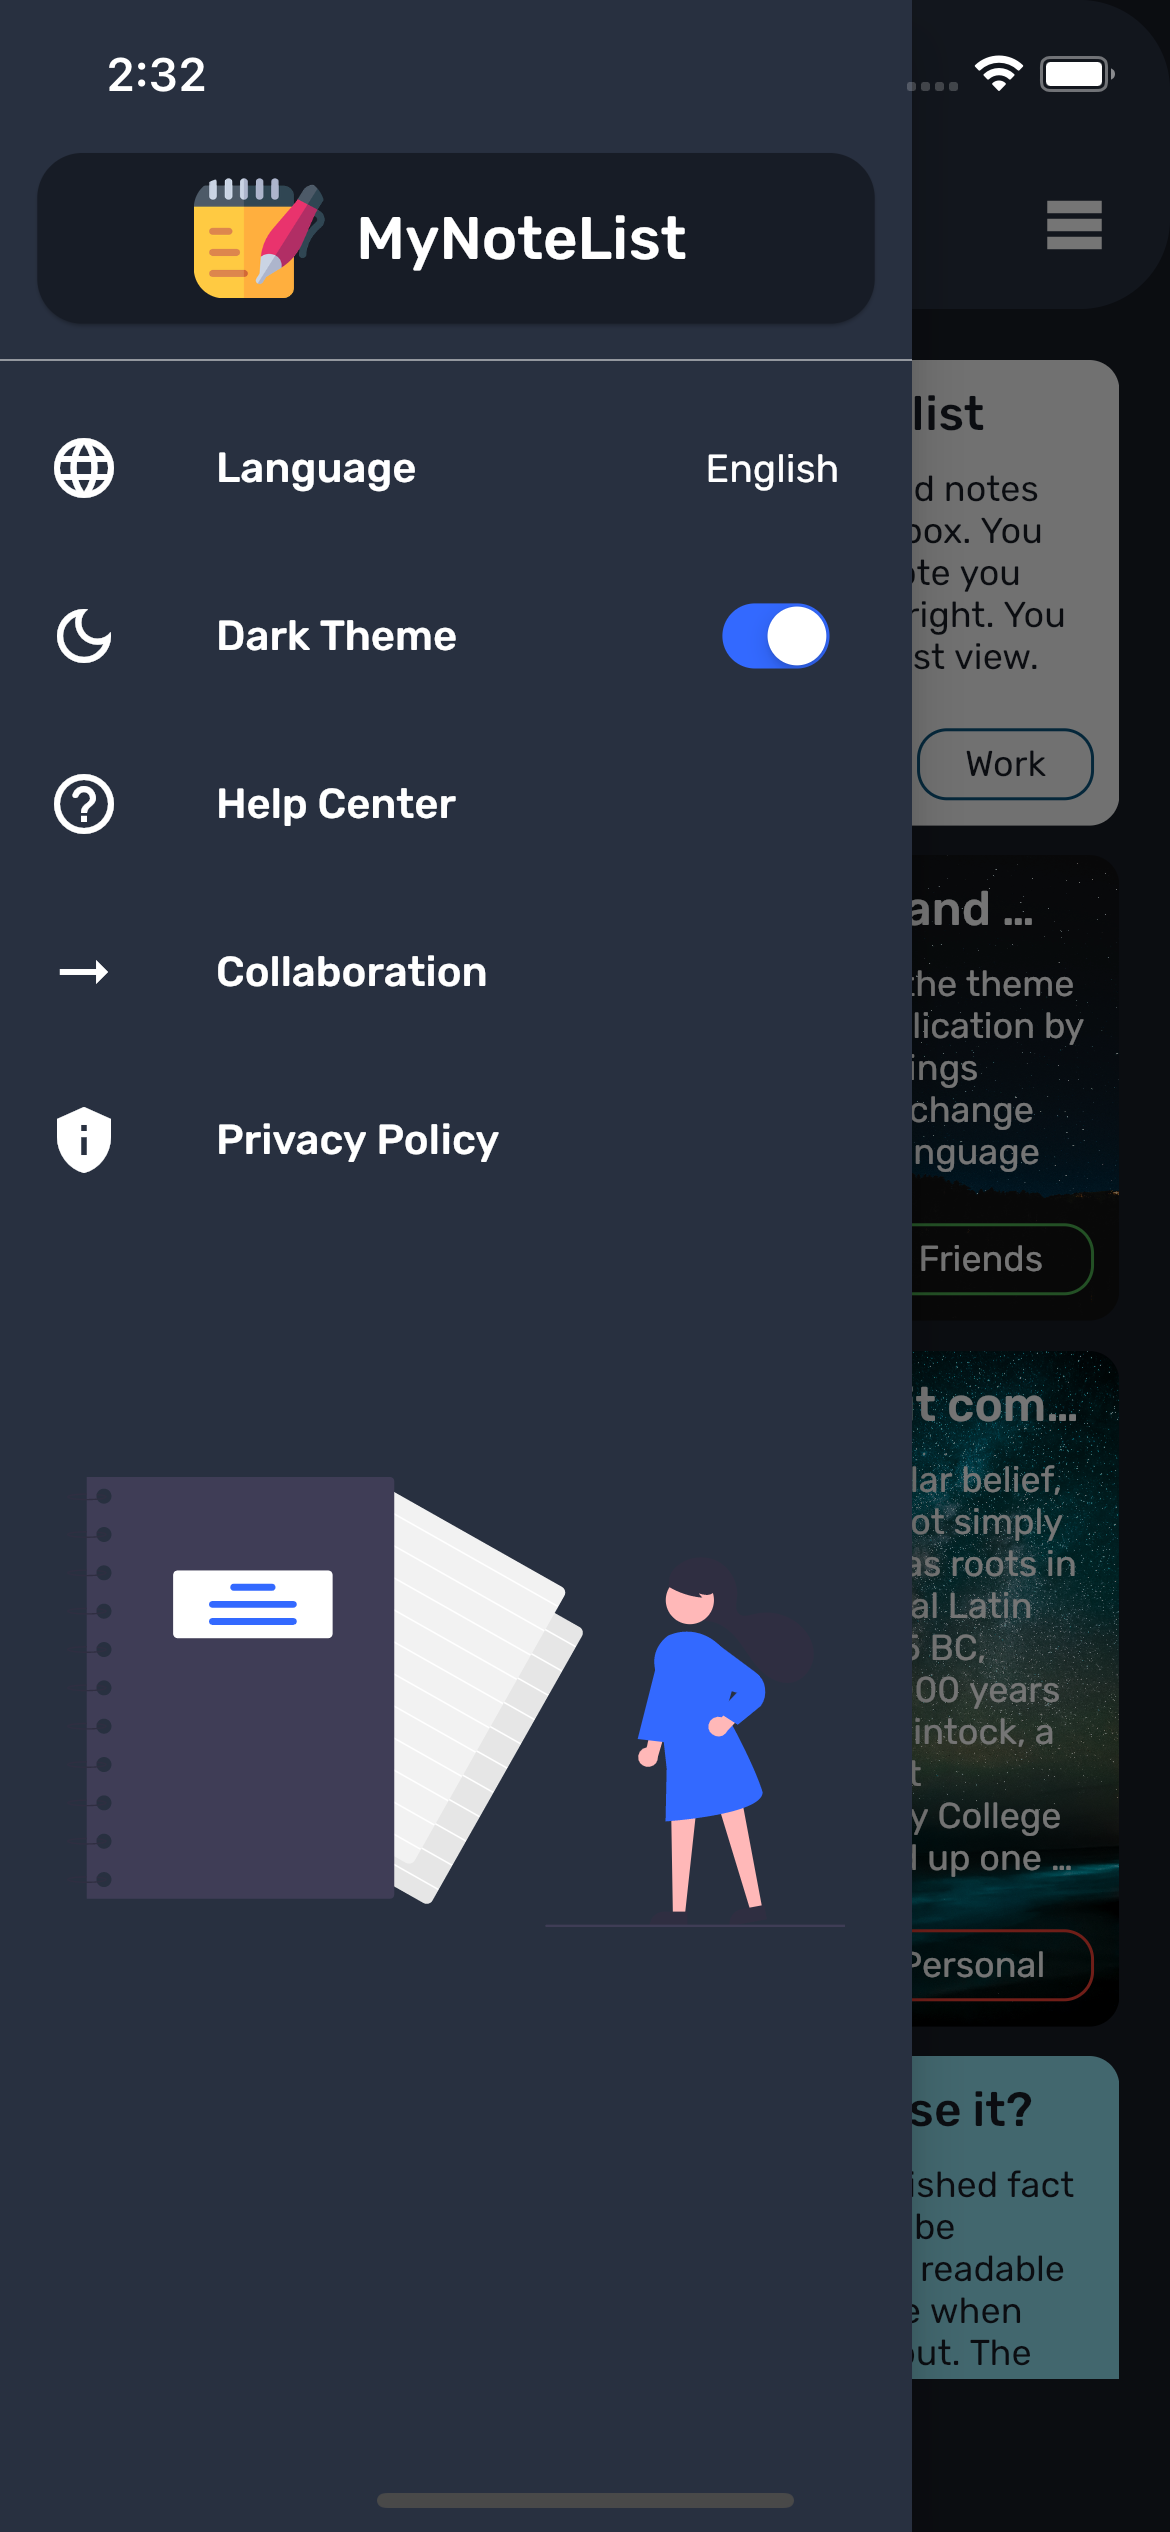 2:32
MyNoteList
Language
English
Dark Theme
Help Center
Collaboration
Privacy Policy
list
d notes
box. You
you
right. You
st view.
Work
and ...
the theme
lication by
ings
change
nguage
Friends
it com...
lar belief,
ot simply
as roots in
al Latin
BC,
00 years
intock, a
t
y College
up one ...
Personal
se it?
ished fact
be
readable
when
out. The